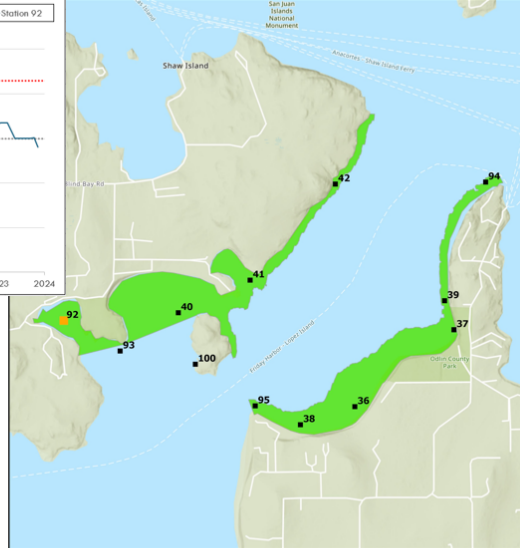 Station 92
23
2024
San Juan
Islands
National
Monument
Island
Shaw Island
Anacortes - Shaw Island Ferry
Blind Bay Rd
42
94
41
39
40
92
37
93
100
Friday Harbor - Lopez Island
Odlin County
Park
95
36
38